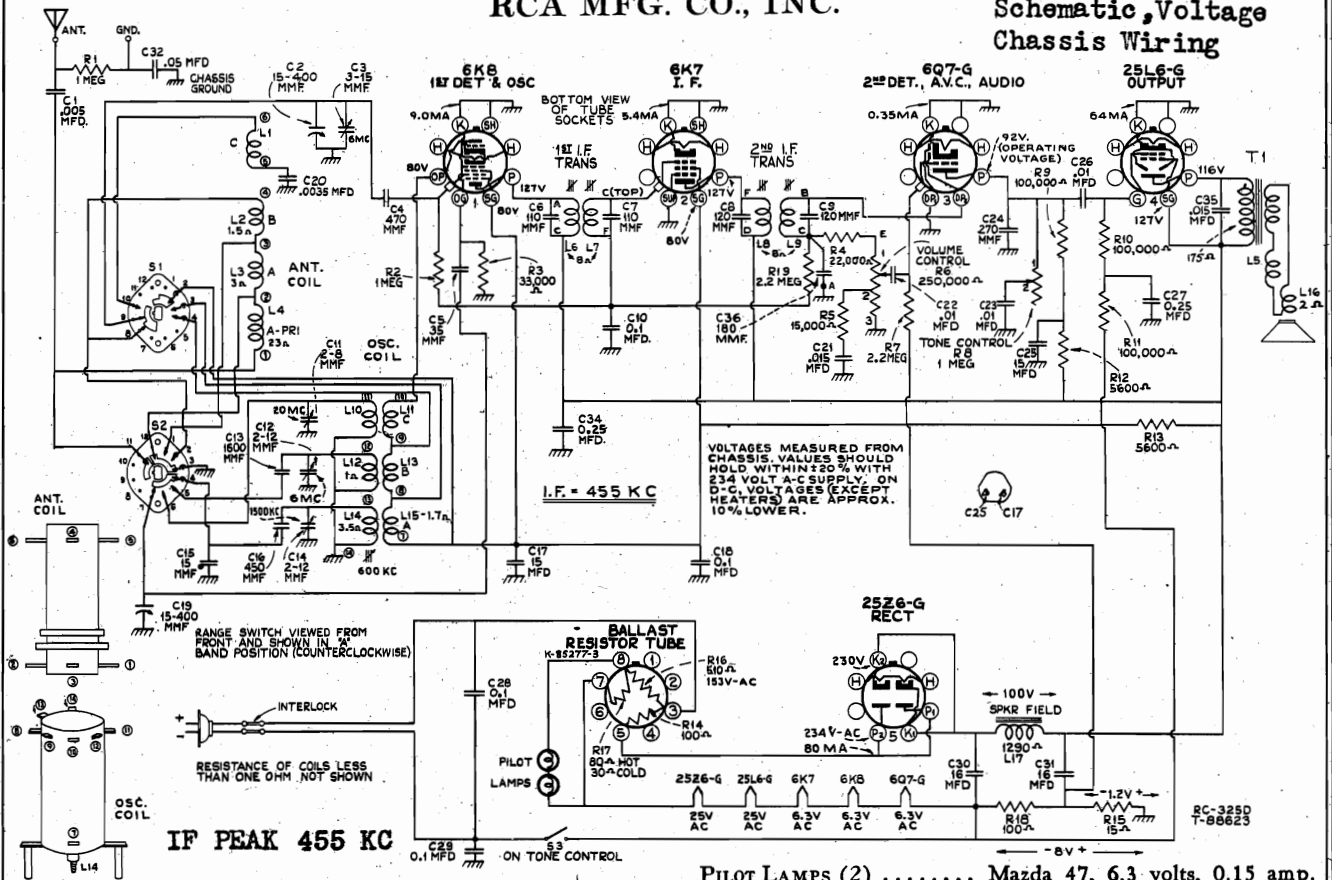 RCA MFG. CO., INC.
Schematic,Voltage
Chassis Wiring
ANT.
GND.
R1
1 MEG
C32
.05 MFD
CHASSIS
GROUND
C1
.005
MFD.
C2
15-400
MMF.
C3
3-15
MMF
6MC
L1
C
C20
.0035 MFD
L2
1.5Ω
B
L3
3Ω
A
L4
A-PRI
23Ω
ANT.
COIL
S1
6K8
1ST DET & OSC
9.0MA
80V
C4
470
MMF
R2
1MEG
C5
35
MMF
R3
33,000
Ω
80V
127V
BOTTOM VIEW
OF TUBE
SOCKETS
1ST I.F.
TRANS
C(TOP)
C6
110
MMF
C7
110
MMF
L6 L7
8Ω
6K7
I.F.
5.4MA
127V
80V
2ND I.F.
TRANS
C8
120
MMF
C9
120 MMF
L8 L9
8Ω
R19
2.2 MEG
C36
180
MMF.
R4
22,000Ω
E
R5
15,000Ω
C21
.015
MFD
6Q7-G
2ND DET., A.V.C., AUDIO
0.35MA
92V.
(OPERATING
VOLTAGE)
R9
100,000Ω
C26
.01
MFD
VOLUME
CONTROL
R6
250,000Ω
C22
.01
MFD
R7
2.2MEG
C24
270
MMF
C23
.01
MFD
TONE CONTROL
R8
1 MEG
C25
15
MFD
25L6-G
OUTPUT
64MA
116V
127V
T1
C35
.015
MFD
175Ω
L5
L16
2Ω
R10
100,000Ω
C27
0.25
MFD
R11
100,000Ω
R12
5600Ω
R13
5600Ω
C10
0.1
MFD.
OSC.
COIL
C11
2-8
MMF
20MC
C12
2-12
MMF
C13
1600
MMF
6MC
L10
L11
C
L12
1Ω
L13
B
L14
3.5Ω
L15-1.7Ω
A
600 KC
1500KC
C16
450
MMF
C14
2-12
MMF
C15
15
MMF
S2
C34
0.25
MFD.
I.F. = 455 KC
VOLTAGES MEASURED FROM
CHASSIS. VALUES SHOULD
HOLD WITHIN ±20% WITH
234 VOLT A-C SUPPLY. ON
D-C, VOLTAGES (EXCEPT
HEATERS) ARE APPROX.
10% LOWER.
C25 C17
C17
15
MFD
C18
0.1
MFD
C19
15-400
MMF
ANT.
COIL
RANGE SWITCH VIEWED FROM
FRONT AND SHOWN IN "A"
BAND POSITION (COUNTERCLOCKWISE)
INTERLOCK
RESISTANCE OF COILS LESS
THAN ONE OHM NOT SHOWN
OSC.
COIL
L14
IF PEAK 455 KC
C28
0.1
MFD
C29
0.1 MFD
S3
ON TONE CONTROL
BALLAST
RESISTOR TUBE
K-85277-3
R16
510Ω
153V-AC
R14
100Ω
R17
80Ω HOT
30Ω COLD
PILOT
LAMPS
25Z6-G
25V
AC
25L6-G
25V
AC
6K7
6.3V
AC
6K8
6.3V
AC
6Q7-G
6.3V
AC
25Z6-G
RECT
230V
234V-AC
80 MA
100V
SPKR FIELD
1290Ω
L17
C30
16
MFD
C31
16
MFD
R18
100Ω
-1.2V+
R15
15Ω
-8V+
RC-325D
T-88623
PILOT LAMPS (2) ........ Mazda 47, 6.3 volts, 0.15 amp.